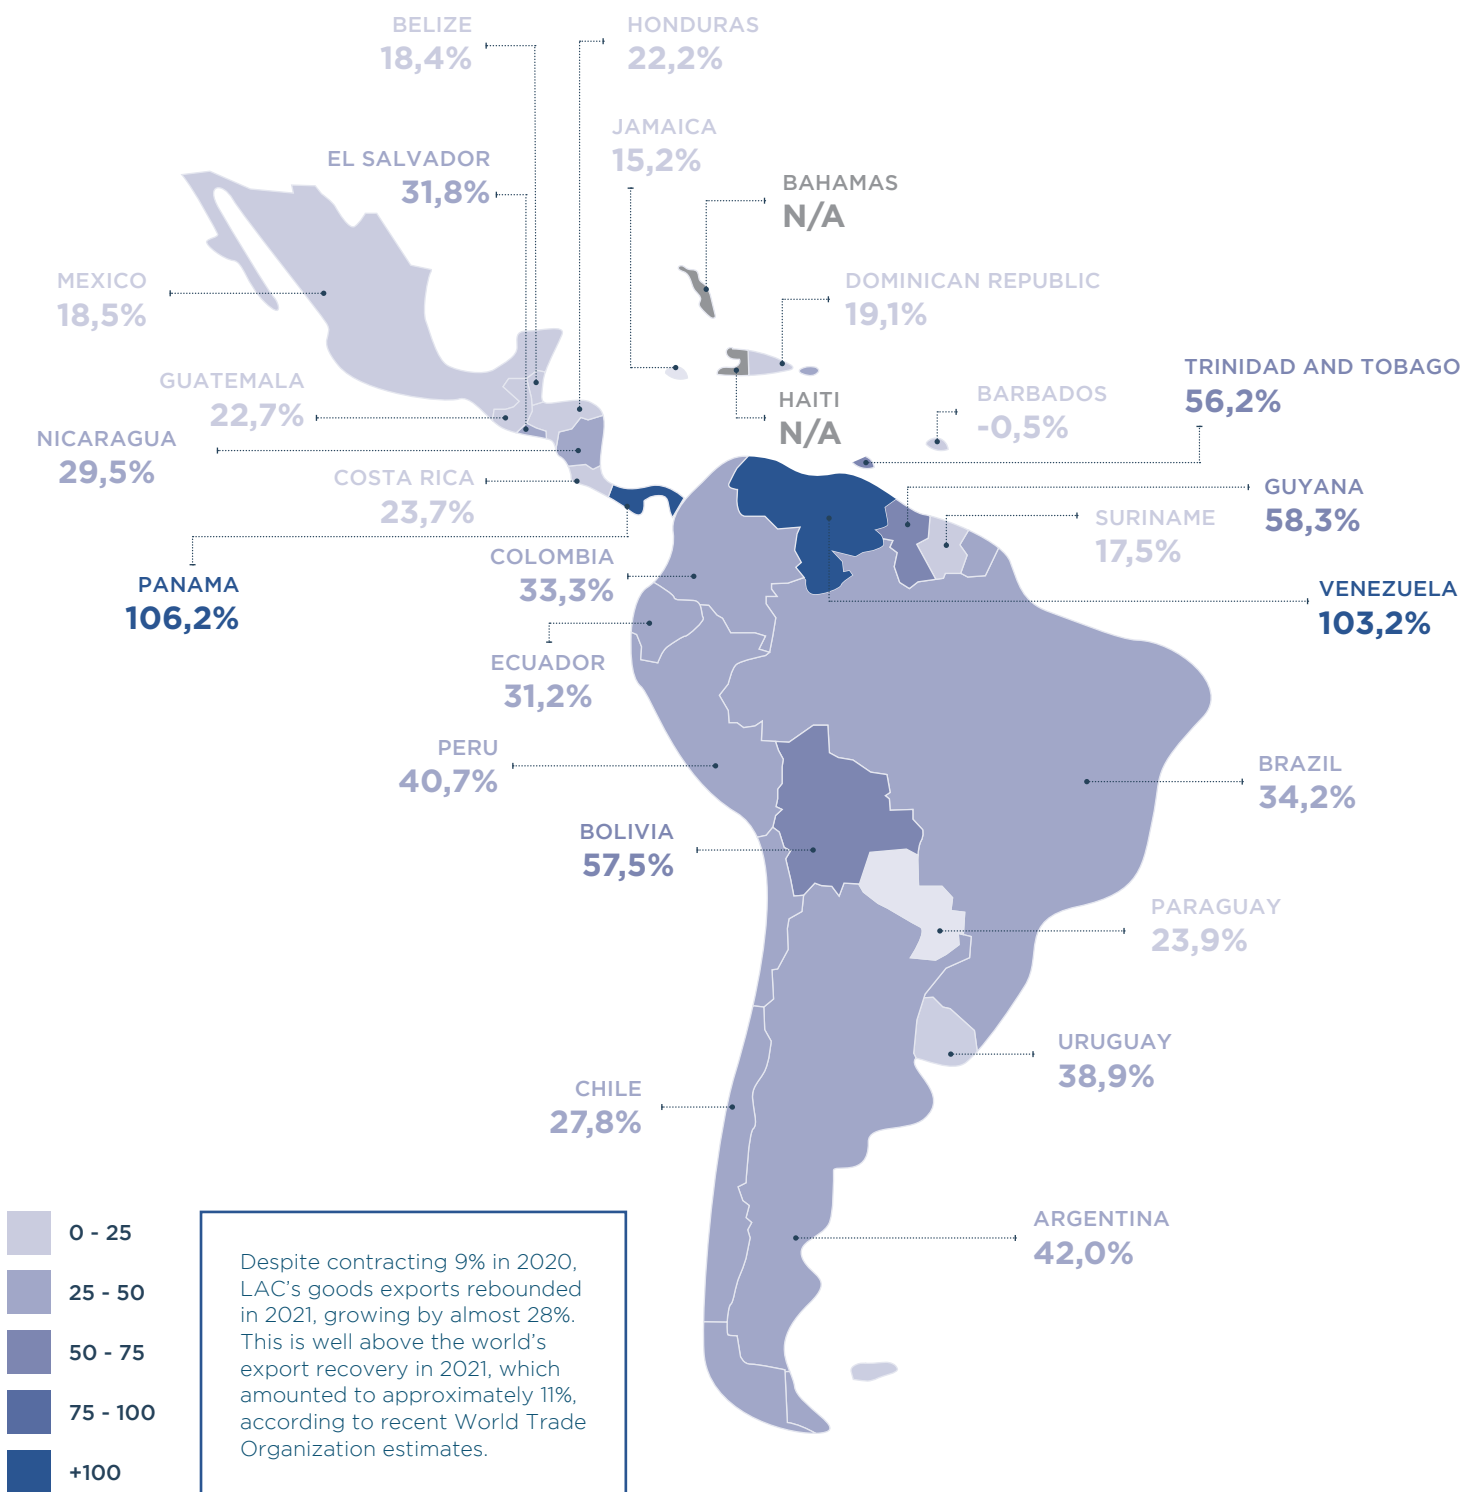 BELIZE
18,4%
HONDURAS
22,2%
JAMAICA
15,2%
EL SALVADOR
31,8%
BAHAMAS
N/A
MEXICO
18,5%
DOMINICAN REPUBLIC
19,1%
GUATEMALA
22,7%
TRINIDAD AND TOBAGO
56,2%
HAITI
N/A
BARBADOS
-0,5%
NICARAGUA
29,5%
COSTA RICA
23,7%
GUYANA
58,3%
SURINAME
17,5%
PANAMA
106,2%
COLOMBIA
33,3%
VENEZUELA
103,2%
ECUADOR
31,2%
PERU
40,7%
BRAZIL
34,2%
BOLIVIA
57,5%
PARAGUAY
23,9%
URUGUAY
38,9%
CHILE
27,8%
ARGENTINA
42,0%
0 - 25
25 - 50
50 - 75
75 - 100
+100
Despite contracting 9% in 2020,
LAC's goods exports rebounded
in 2021, growing by almost 28%.
This is well above the world's
export recovery in 2021, which
amounted to approximately 11%,
according to recent World Trade
Organization estimates.